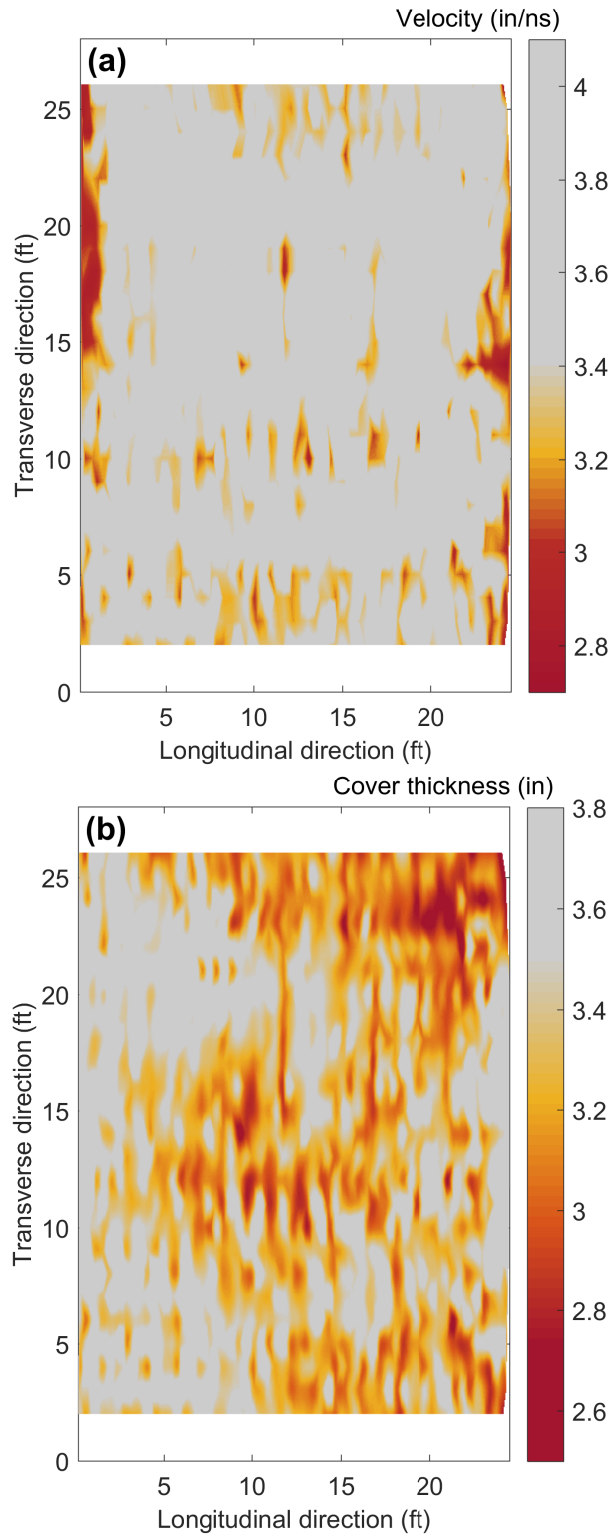 Velocity (in/ns)
(a)
4
3.8
3.6
3.4
3.2
3
2.8
25
20
15
10
5
0
Transverse direction (ft)
5 10 15 20
Longitudinal direction (ft)
Cover thickness (in)
(b)
3.8
3.6
3.4
3.2
3
2.8
2.6
25
20
15
10
5
0
Transverse direction (ft)
5 10 15 20
Longitudinal direction (ft)